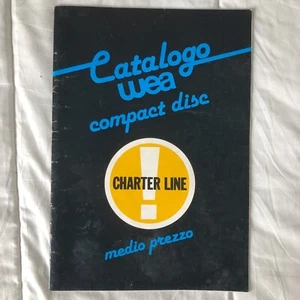 Catalogo
wea
compact disc
!
CHARTER LINE
medio prezzo